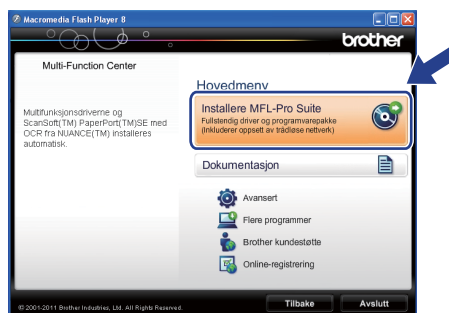 Macromedia Flash Player 8
brother
Multi-Function Center
Multifunksjonsdriverne og
ScanSoft(TM) PaperPort(TM)SE med
OCR fra NUANCE(TM) installeres
automatisk.
Hovedmeny
Installere MFL-Pro Suite
Fullstendig driver og programvarepakke
(Inkluderer oppsett av trådløse nettverk)
Dokumentasjon
Avansert
Flere programmer
Brother kundestøtte
Online-registrering
© 2001-2011 Brother Industries, Ltd. All Rights Reserved.
Tilbake
Avslutt